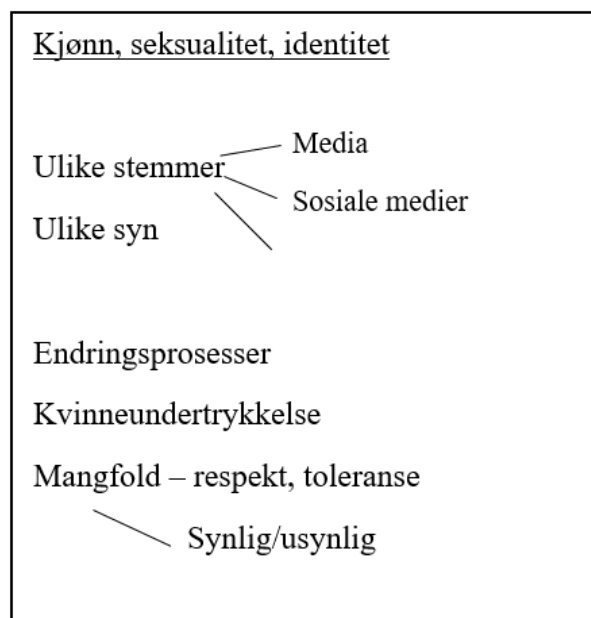 Kjønn, seksualitet, identitet
Media
Ulike stemmer
Sosiale medier
Ulike syn
Endringsprosesser
Kvinneundertrykkelse
Mangfold – respekt, toleranse
Synlig/usynlig